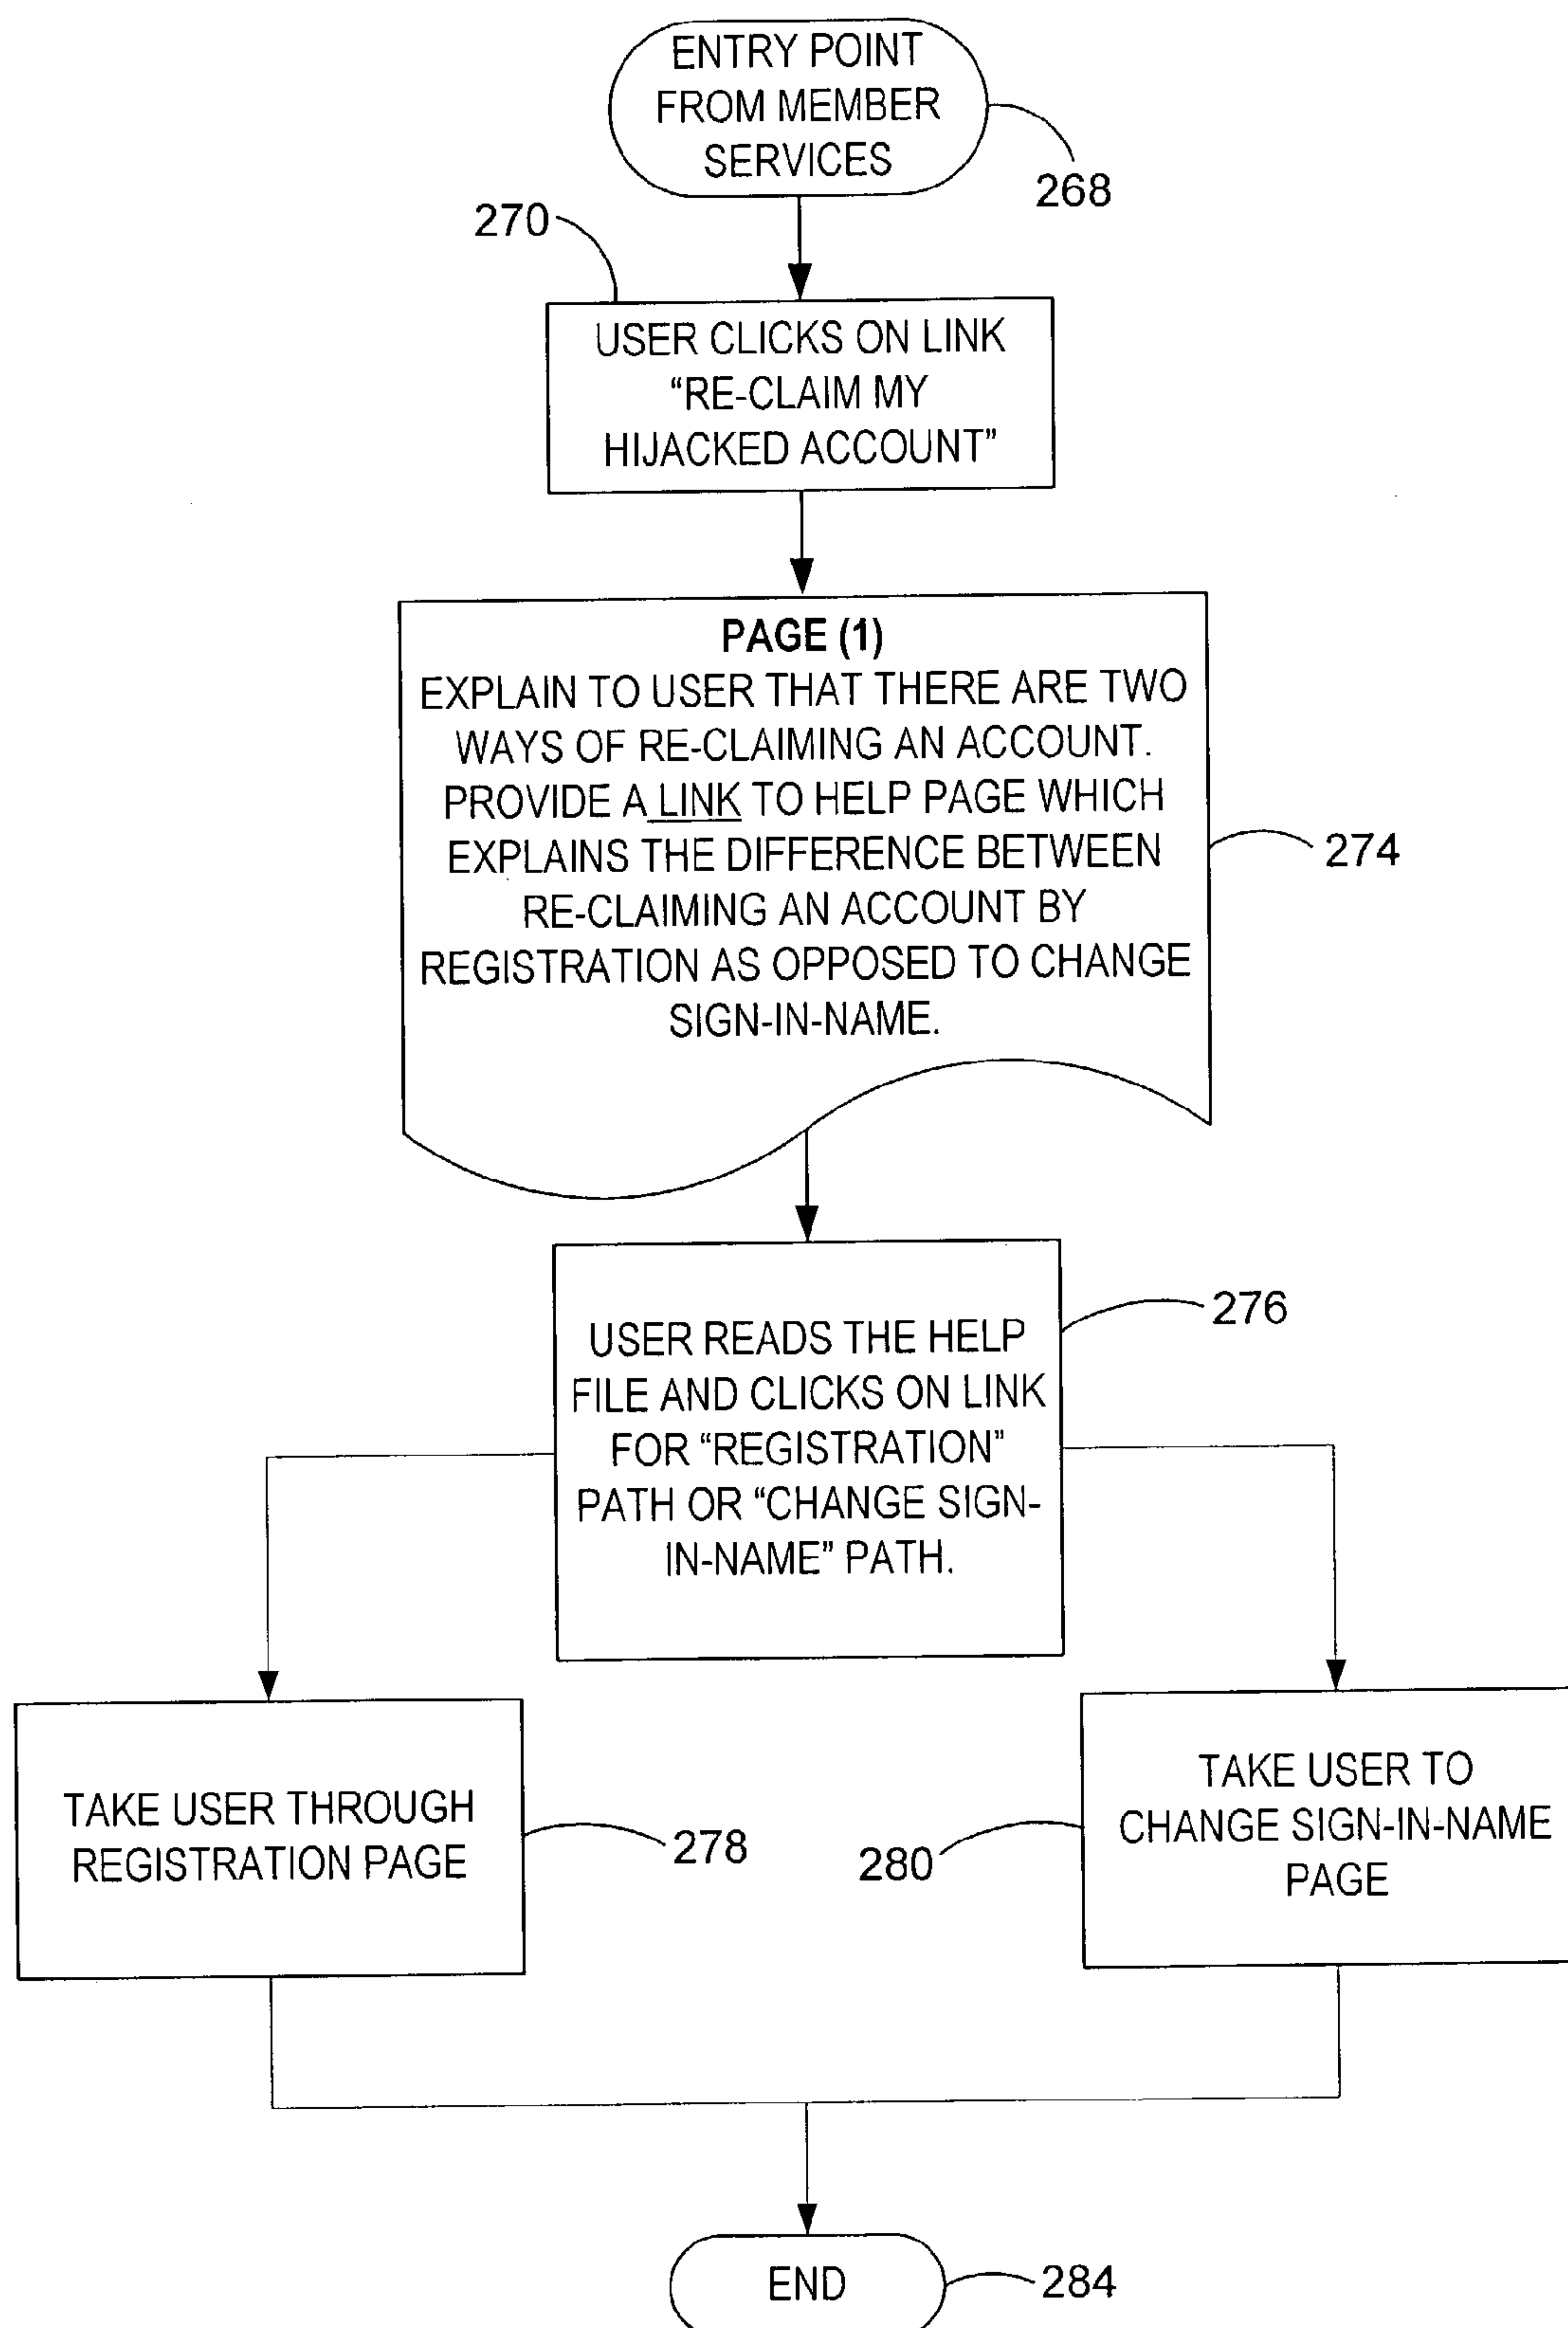 ENTRY POINT
FROM MEMBER
SERVICES
268
270
USER CLICKS ON LINK
“RE-CLAIM MY
HIJACKED ACCOUNT”
PAGE (1)
EXPLAIN TO USER THAT THERE ARE TWO
WAYS OF RE-CLAIMING AN ACCOUNT.
PROVIDE A LINK TO HELP PAGE WHICH
EXPLAINS THE DIFFERENCE BETWEEN
RE-CLAIMING AN ACCOUNT BY
REGISTRATION AS OPPOSED TO CHANGE
SIGN-IN-NAME.
274
276
USER READS THE HELP
FILE AND CLICKS ON LINK
FOR “REGISTRATION”
PATH OR “CHANGE SIGN-
IN-NAME” PATH.
TAKE USER THROUGH
REGISTRATION PAGE
278
280
TAKE USER TO
CHANGE SIGN-IN-NAME
PAGE
END
284